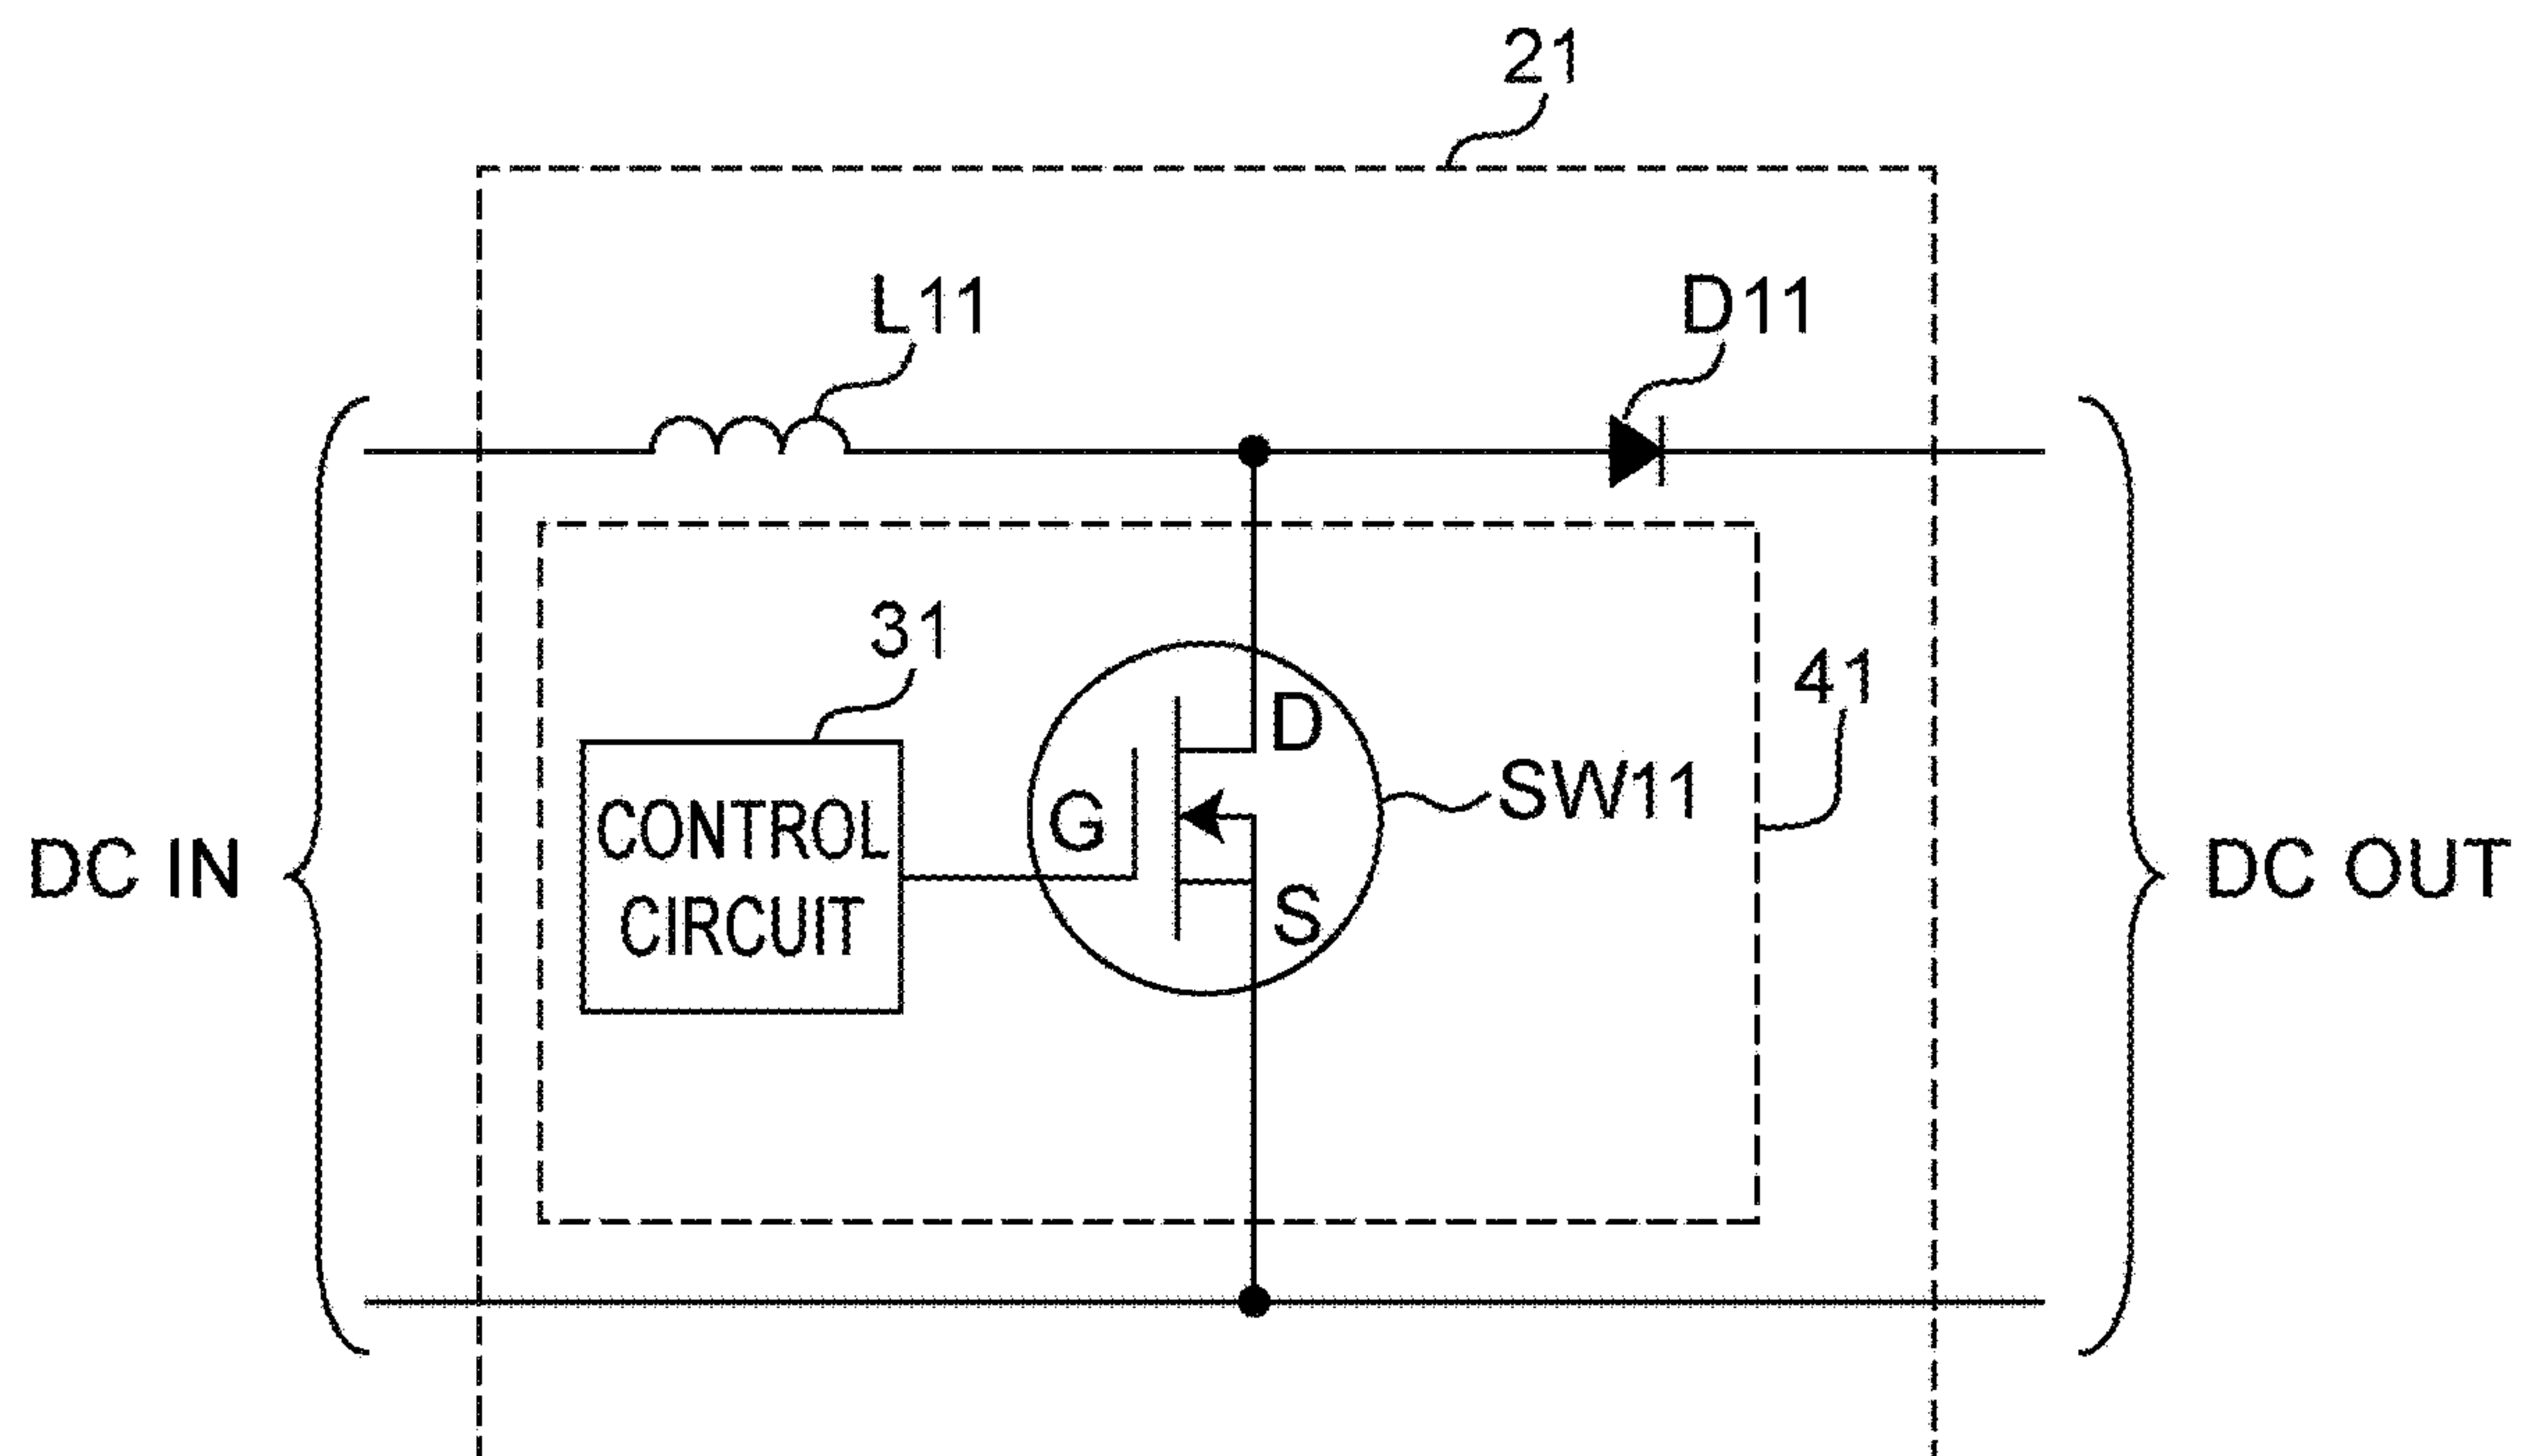 21
L11
D11
31
41
D
SW11
G
CONTROL
CIRCUIT
S
DC IN
DC OUT